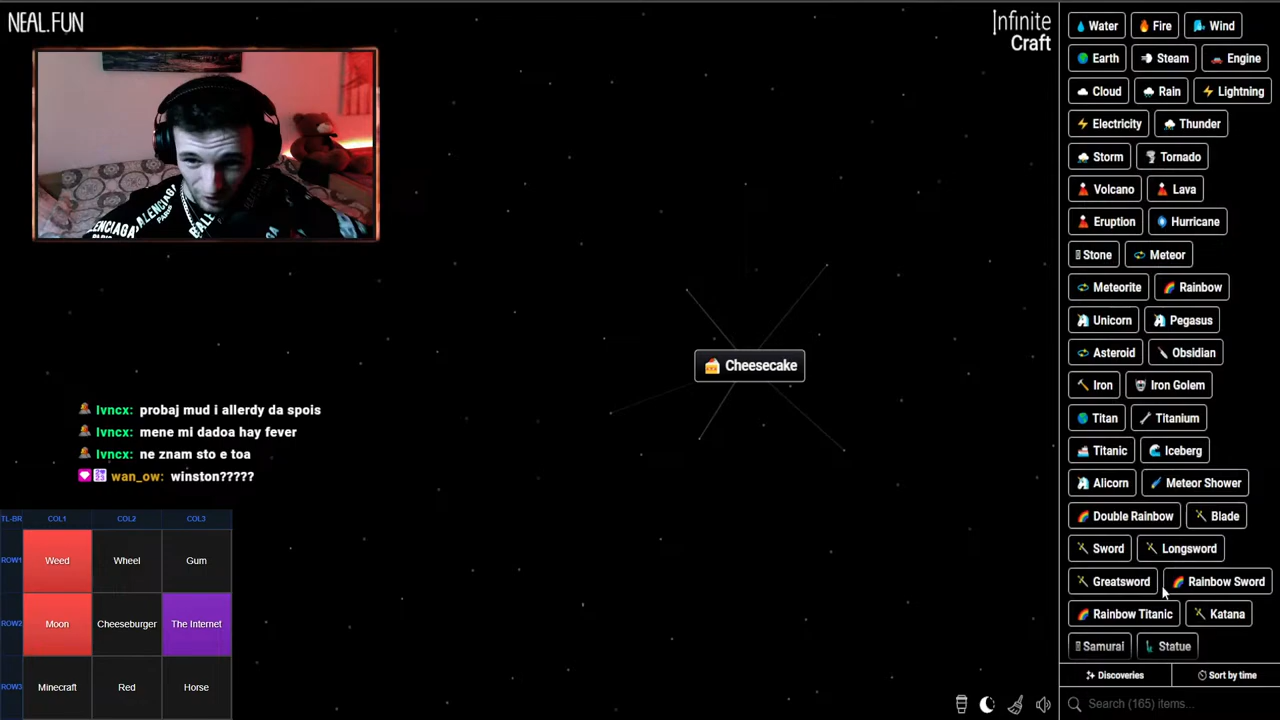 NEAL.FUN
Infinite
Craft
BALENCIAGA
PARIS
Cheesecake
lvncx: probaj mud i allerdy da spois
lvncx: mene mi dadoa hay fever
lvncx: ne znam sto e toa
wan_ow: winston?????
TL-BR COL1 COL2 COL3
ROW1 Weed Wheel Gum
ROW2 Moon Cheeseburger The Internet
ROW3 Minecraft Red Horse
Water Fire Wind
Earth Steam Engine
Cloud Rain Lightning
Electricity Thunder
Storm Tornado
Volcano Lava
Eruption Hurricane
Stone Meteor
Meteorite Rainbow
Unicorn Pegasus
Asteroid Obsidian
Iron Iron Golem
Titan Titanium
Titanic Iceberg
Alicorn Meteor Shower
Double Rainbow Blade
Sword Longsword
Greatsword Rainbow Sword
Rainbow Titanic Katana
Samurai Statue
Discoveries Sort by time
Search (165) items...